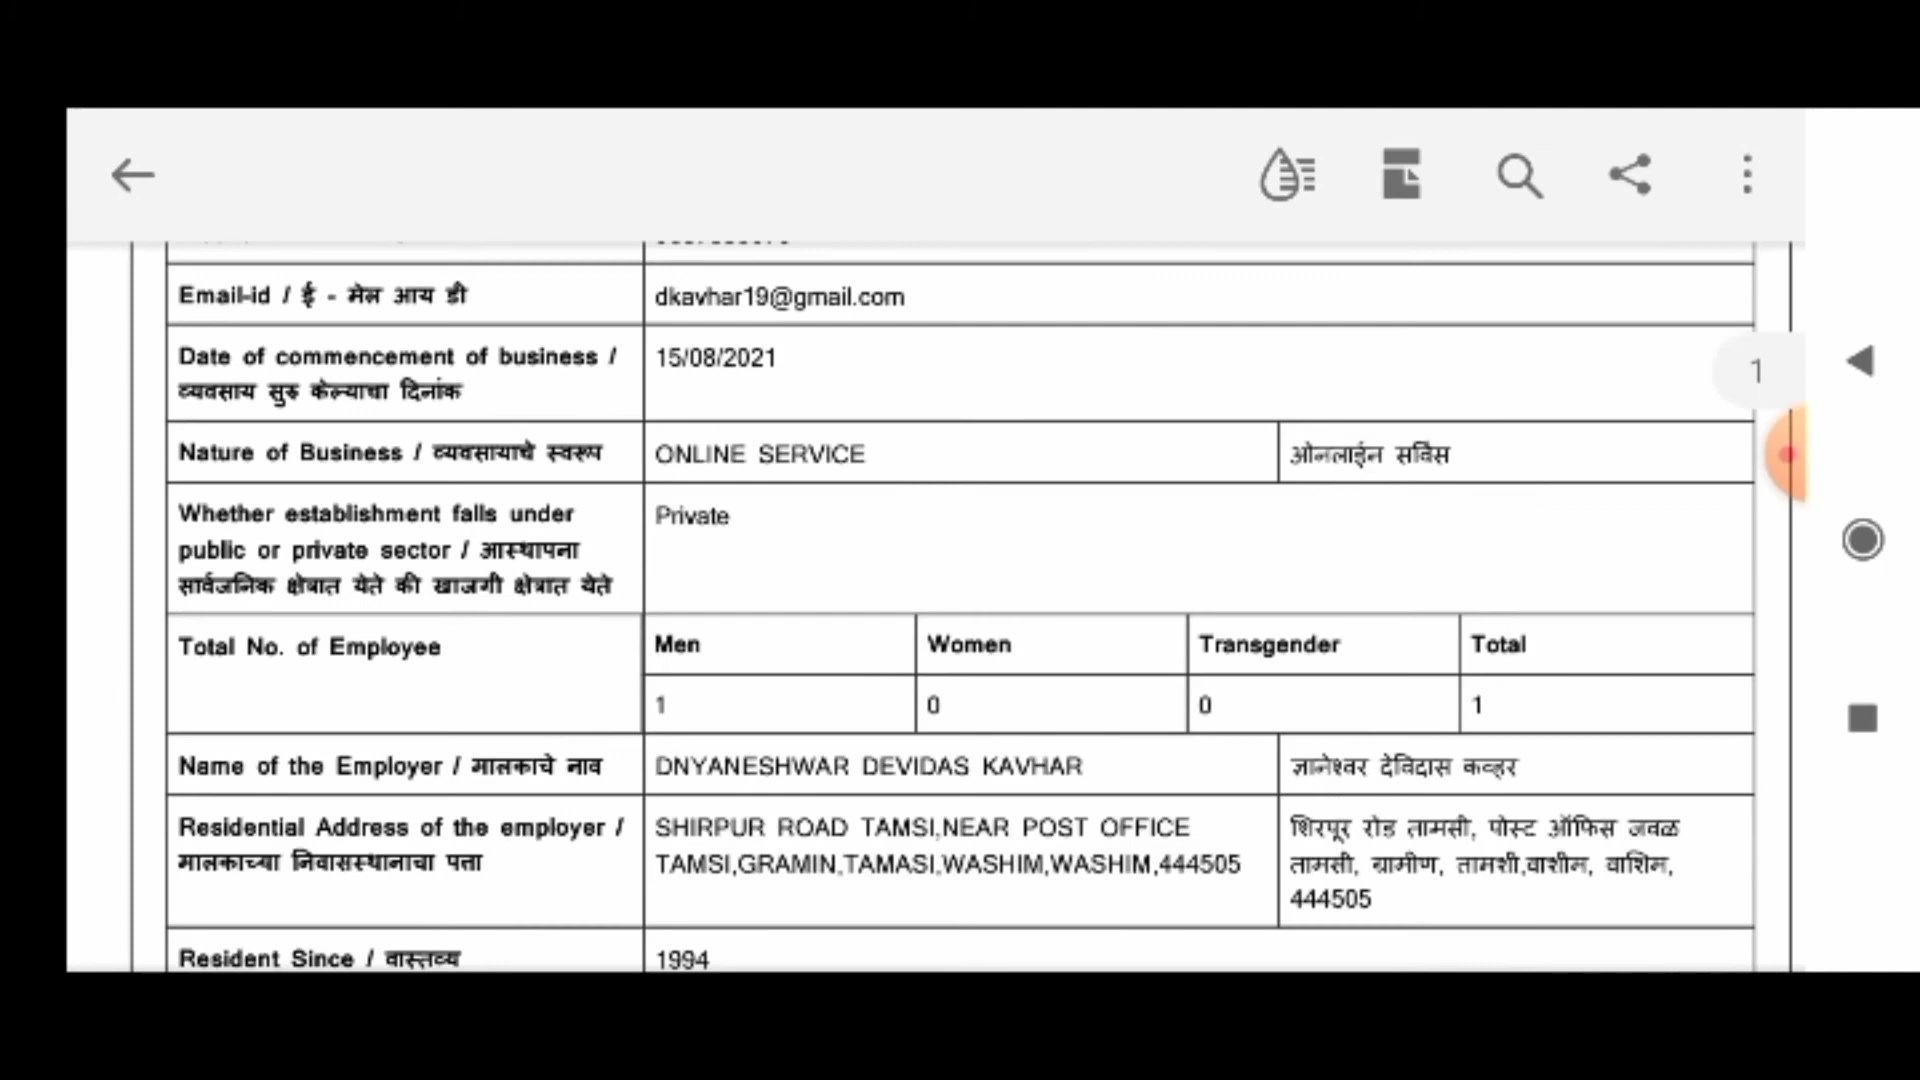 Email-id / ई - मेल आय डी
dkavhar19@gmail.com
Date of commencement of business /
व्यवसाय सुरु केल्याचा दिनांक
15/08/2021
1
Nature of Business / व्यवसायाचे स्वरूप
ONLINE SERVICE
ओनलाईन सर्विस
Whether establishment falls under
public or private sector / आस्थापना
सार्वजनिक क्षेत्रात येते की खाजगी क्षेत्रात येते
Private
Total No. of Employee
Men
Women
Transgender
Total
1
0
0
1
Name of the Employer / मालकाचे नाव
DNYANESHWAR DEVIDAS KAVHAR
ज्ञानेश्वर देविदास कव्हर
Residential Address of the employer /
मालकाच्या निवासस्थानाचा पत्ता
SHIRPUR ROAD TAMSI,NEAR POST OFFICE
TAMSI,GRAMIN,TAMASI,WASHIM,WASHIM,444505
शिरपूर रोड तामसी, पोस्ट ऑफिस जवळ
तामसी, ग्रामीण, तामशी,वाशीम, वाशिम,
444505
Resident Since / वास्तव्य
1994